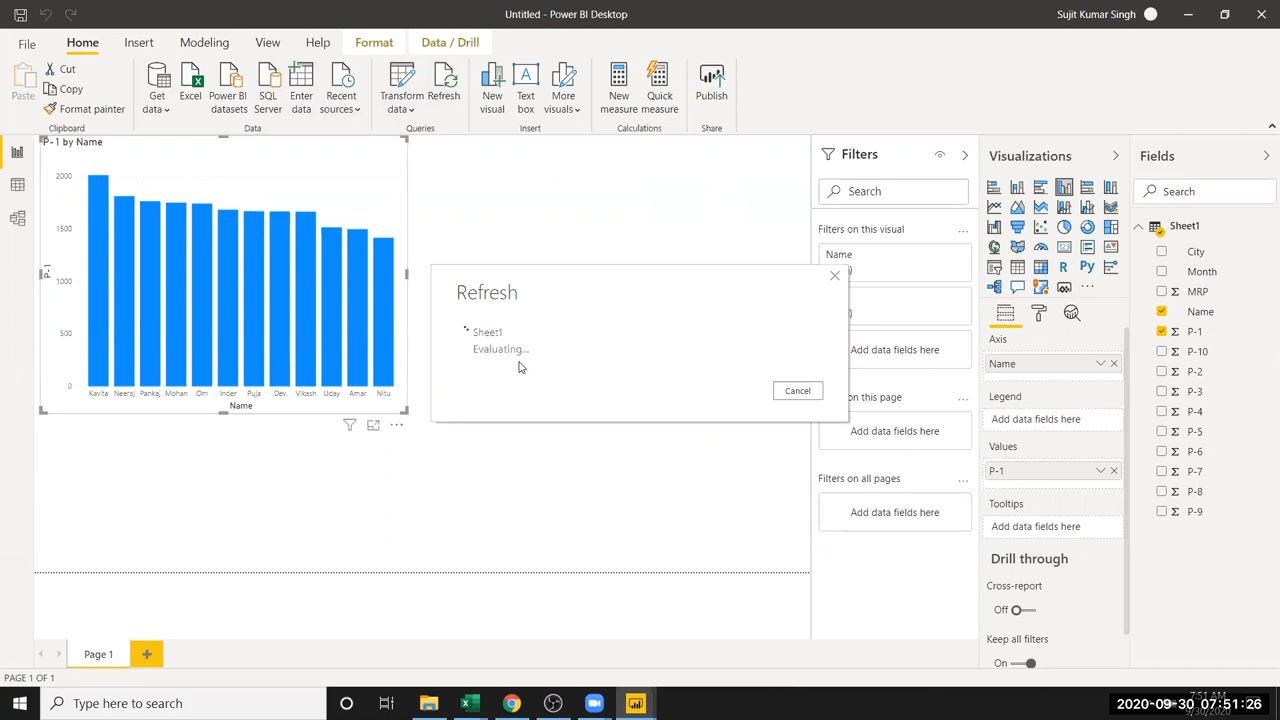 Untitled - Power BI Desktop
Sujit Kumar Singh
File
Home
Insert
Modeling
View
Help
Format
Data / Drill
Paste
Cut
Copy
Format painter
Clipboard
Get data
Excel
Power BI datasets
SQL Server
Enter data
Recent sources
Data
Transform data
Refresh
Queries
New visual
Text box
More visuals
Insert
New measure
Quick measure
Calculations
Publish
Share
P-1 by Name
2000
1500
1000
500
0
P-1
Kavita Neeraj Pankaj Mohan Om Inder Puja Dev Vikash Uday Amar Nitu
Name
Refresh
Sheet1
Evaluating...
Cancel
Filters
Search
Filters on this visual
...
Name
Add data fields here
on this page
...
Add data fields here
Filters on all pages
...
Add data fields here
Visualizations
R
Py
...
Axis
Name
Legend
Add data fields here
Values
P-1
Tooltips
Add data fields here
Drill through
Cross-report
Off
Keep all filters
On
Fields
Search
Sheet1
City
Month
Σ MRP
Name
Σ P-1
Σ P-10
Σ P-2
Σ P-3
Σ P-4
Σ P-5
Σ P-6
Σ P-7
Σ P-8
Σ P-9
Page 1
PAGE 1 OF 1
Type here to search
7:51 AM
2020-09-30 07:51:26
9/30/2020